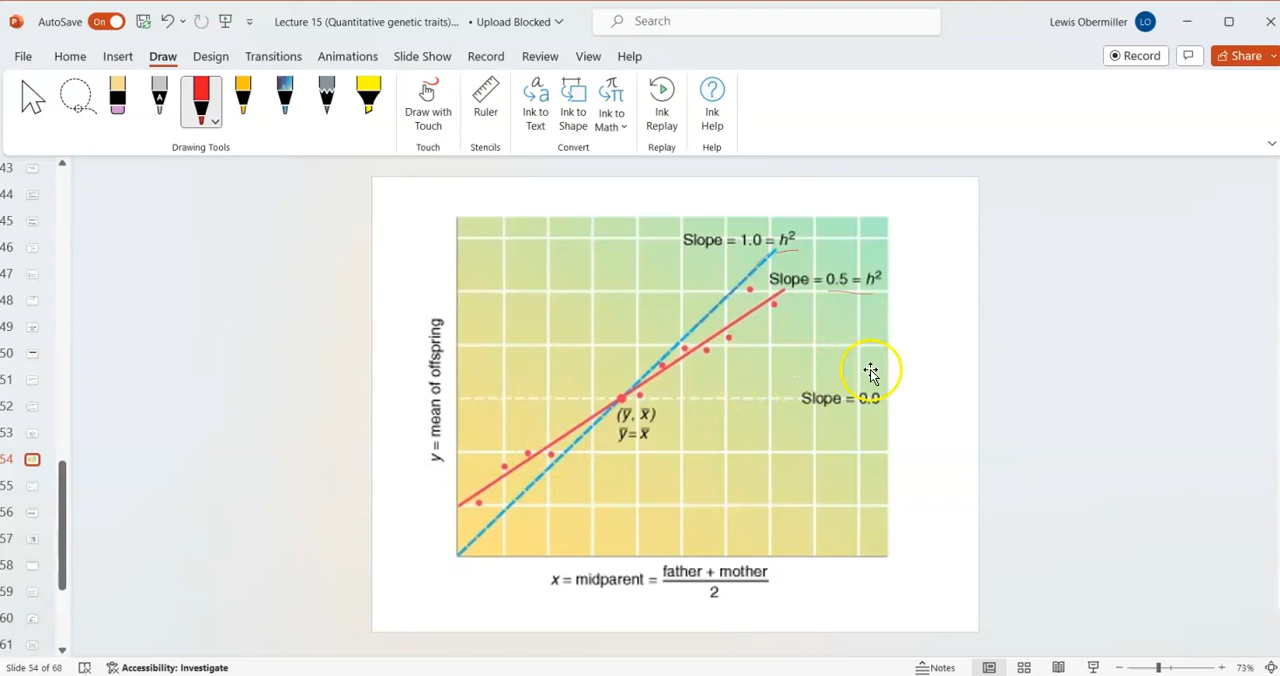 AutoSave On Lecture 15 (Quantitative genetic traits)... • Upload Blocked Search Lewis Obermiller LO
File Home Insert Draw Design Transitions Animations Slide Show Record Review View Help Record Share
Draw with Touch
Ruler
Ink to Text
Ink to Shape
Ink to Math
Ink Replay
Ink Help
Drawing Tools Touch Stencils Convert Replay Help
43
44
45
46
47
48
49
50
51
52
53
54
55
56
57
58
59
60
61
Slope = 1.0 = h²
Slope = 0.5 = h²
Slope = 0.0
(ȳ, x̄)
ȳ = x̄
y = mean of offspring
x = midparent = father + mother
2
Slide 54 of 68 Accessibility: Investigate Notes 73%